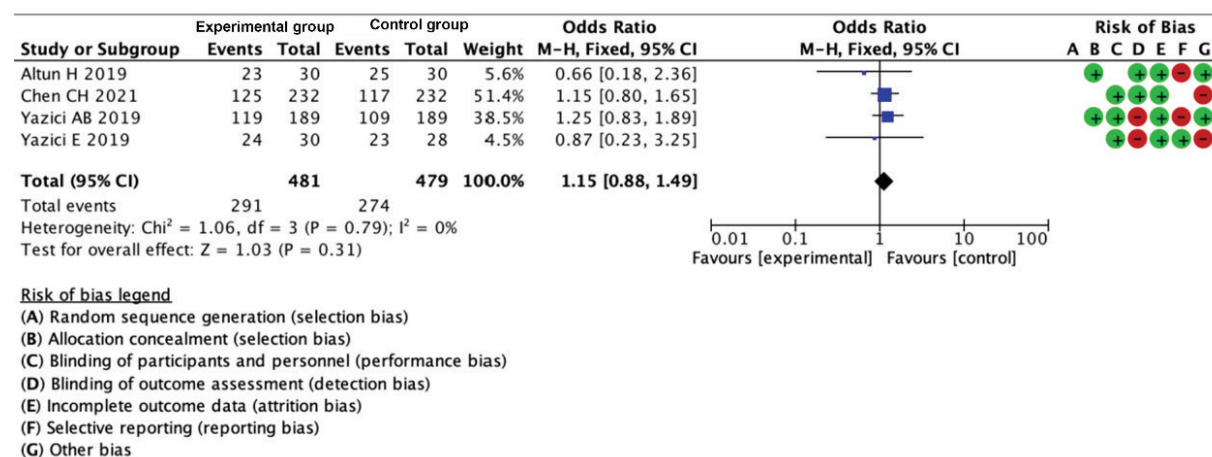 Experimental group Control group Odds Ratio Odds Ratio Risk of Bias
Study or Subgroup Events Total Events Total Weight M-H, Fixed, 95% CI M-H, Fixed, 95% CI A B C D E F G
Altun H 2019 23 30 25 30 5.6% 0.66 [0.18, 2.36] + + + - +
Chen CH 2021 125 232 117 232 51.4% 1.15 [0.80, 1.65] + + + -
Yazici AB 2019 119 189 109 189 38.5% 1.25 [0.83, 1.89] + + - + - +
Yazici E 2019 24 30 23 28 4.5% 0.87 [0.23, 3.25] + - + + -
Total (95% CI) 481 479 100.0% 1.15 [0.88, 1.49]
Total events 291 274
Heterogeneity: Chi² = 1.06, df = 3 (P = 0.79); I² = 0%
Test for overall effect: Z = 1.03 (P = 0.31)
0.01 0.1 1 10 100
Favours [experimental] Favours [control]
Risk of bias legend
(A) Random sequence generation (selection bias)
(B) Allocation concealment (selection bias)
(C) Blinding of participants and personnel (performance bias)
(D) Blinding of outcome assessment (detection bias)
(E) Incomplete outcome data (attrition bias)
(F) Selective reporting (reporting bias)
(G) Other bias